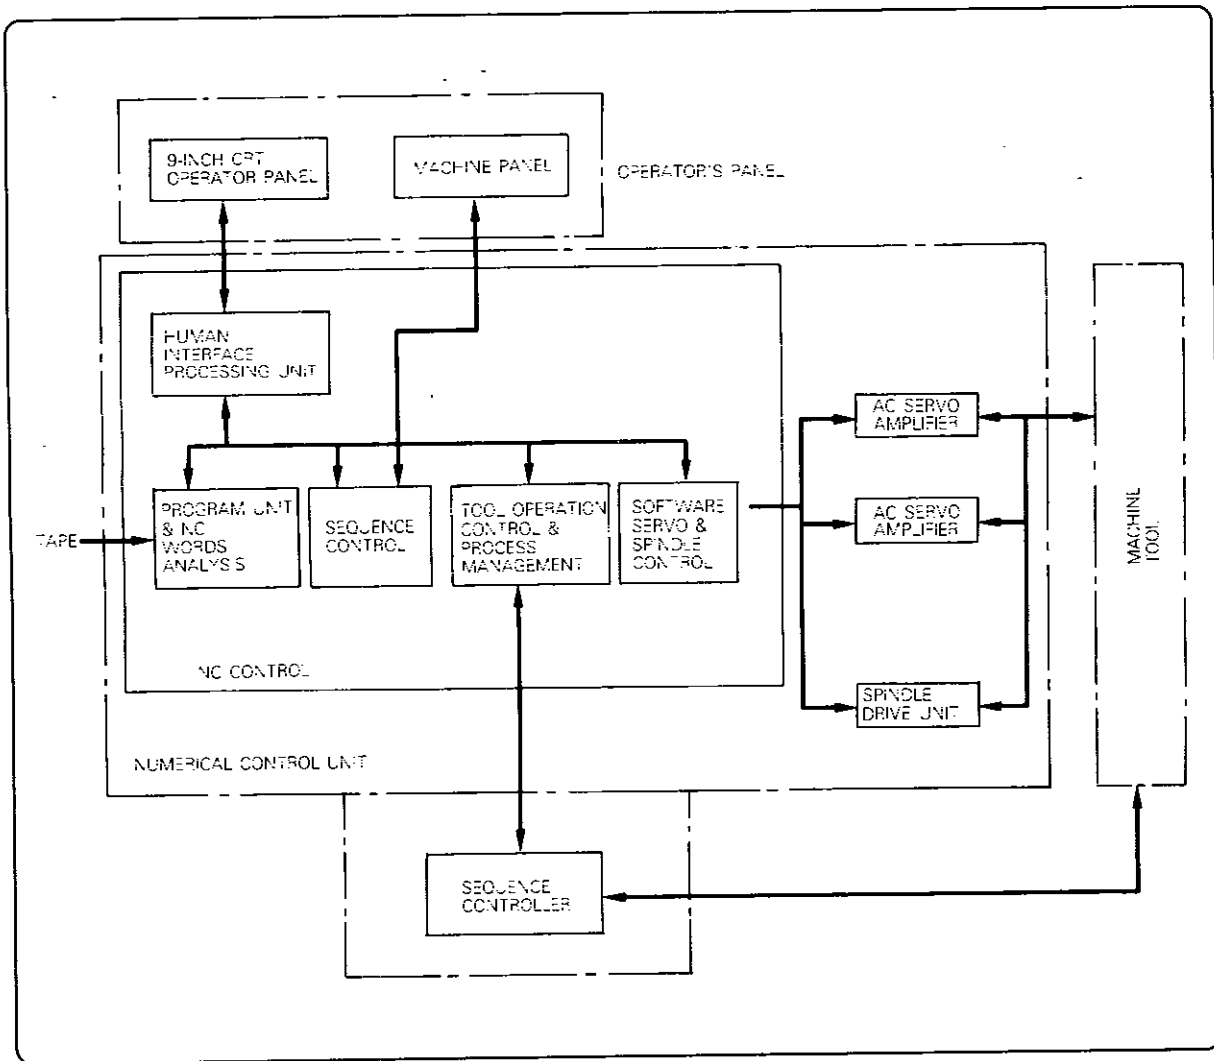 9-INCH CRT
OPERATOR PANEL
MACHINE PANEL
OPERATOR'S PANEL
HUMAN
INTERFACE
PROCESSING UNIT
AC SERVO
AMPLIFIER
TAPE
PROGRAM UNIT
& NC
WORDS
ANALYSIS
SEQUENCE
CONTROL
TOOL OPERATION
CONTROL &
PROCESS
MANAGEMENT
SOFTWARE
SERVO &
SPINDLE
CONTROL
AC SERVO
AMPLIFIER
MACHINE
TOOL
NC CONTROL
SPINDLE
DRIVE UNIT
NUMERICAL CONTROL UNIT
SEQUENCE
CONTROLLER